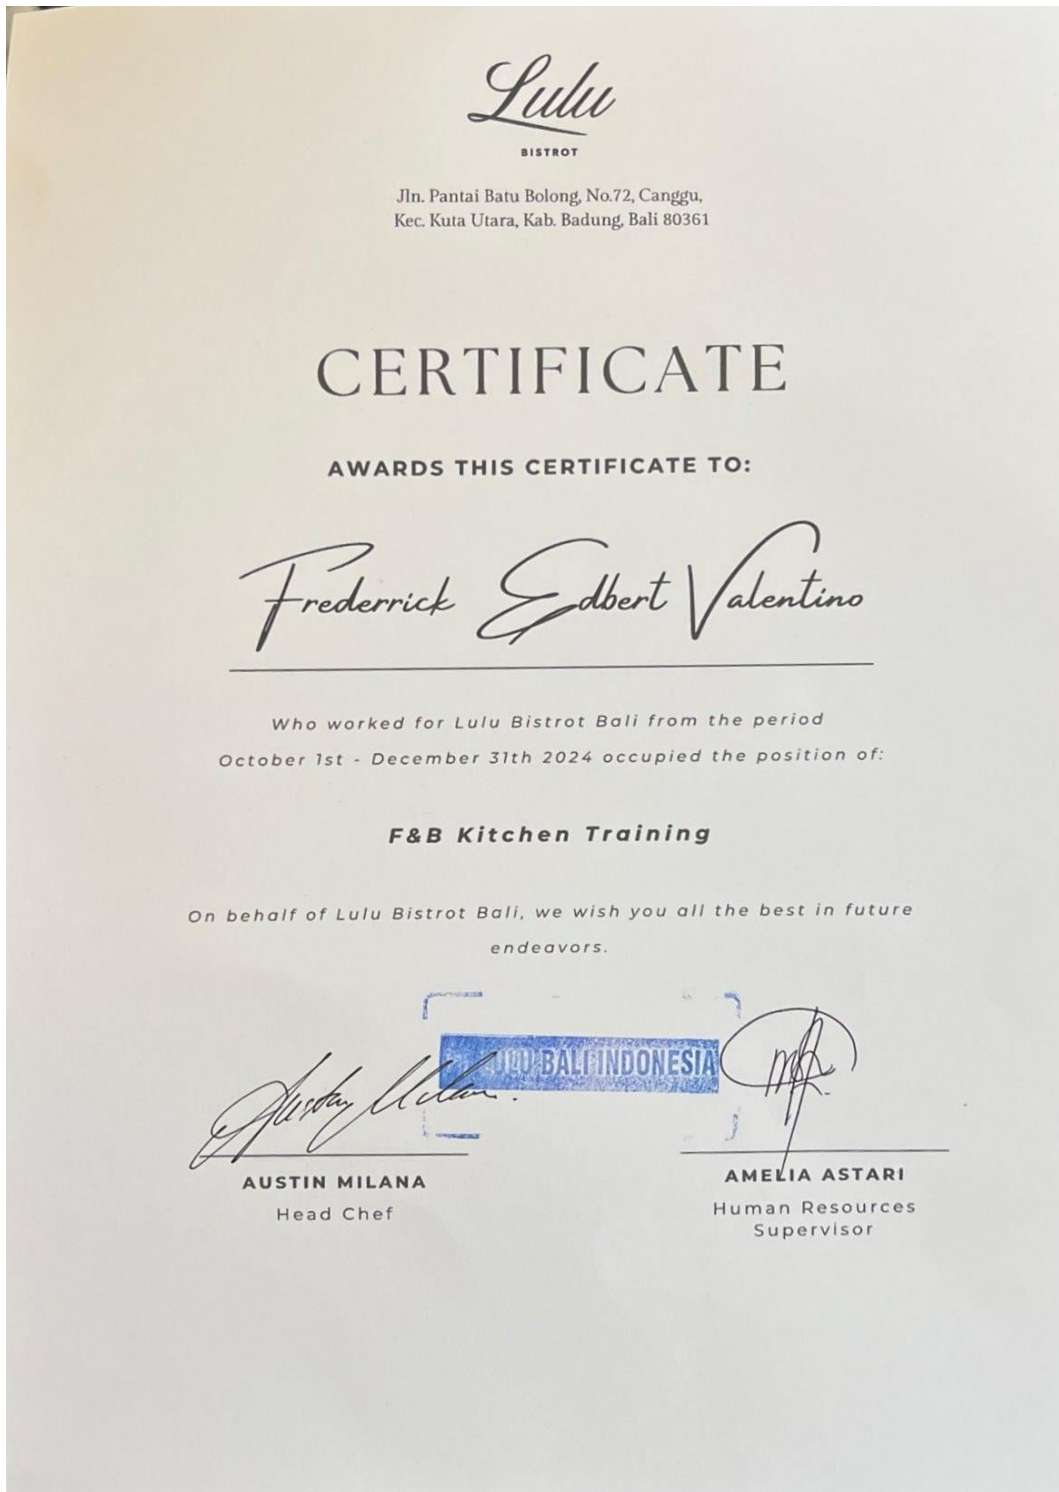 Lulu
BISTROT
Jln. Pantai Batu Bolong, No.72, Canggu,
Kec. Kuta Utara, Kab. Badung, Bali 80361
CERTIFICATE
AWARDS THIS CERTIFICATE TO:
Frederrick Edbert Valentino
Who worked for Lulu Bistrot Bali from the period
October 1st - December 31th 2024 occupied the position of:
F&B Kitchen Training
On behalf of Lulu Bistrot Bali, we wish you all the best in future
endeavors.
LULU BALI INDONESIA
Austin Milana
AUSTIN MILANA
Head Chef
AMELIA ASTARI
Human Resources
Supervisor